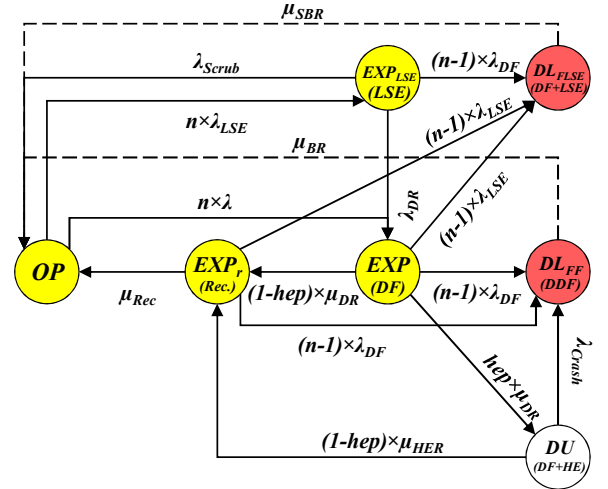 μSBR
λScrub
EXPLSE
(LSE)
(n-1)×λDF
DLFLSE
(DF+LSE)
n×λLSE
(n-1)×λLSE
μBR
(n-1)×λLSE
n×λ
λDR
OP
EXPr
(Rec.)
EXP
(DF)
DLFF
(DDF)
μRec
(1-hep)×μDR
(n-1)×λDF
(n-1)×λDF
hep×μDR
λCrash
(1-hep)×μHER
DU
(DF+HE)